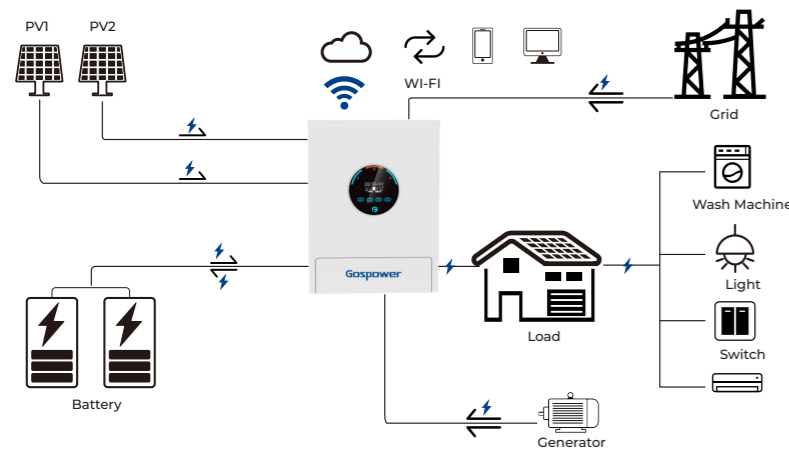 PV1
PV2
WI-FI
Grid
Wash Machine
Gospower
Light
Load
Switch
Battery
Generator